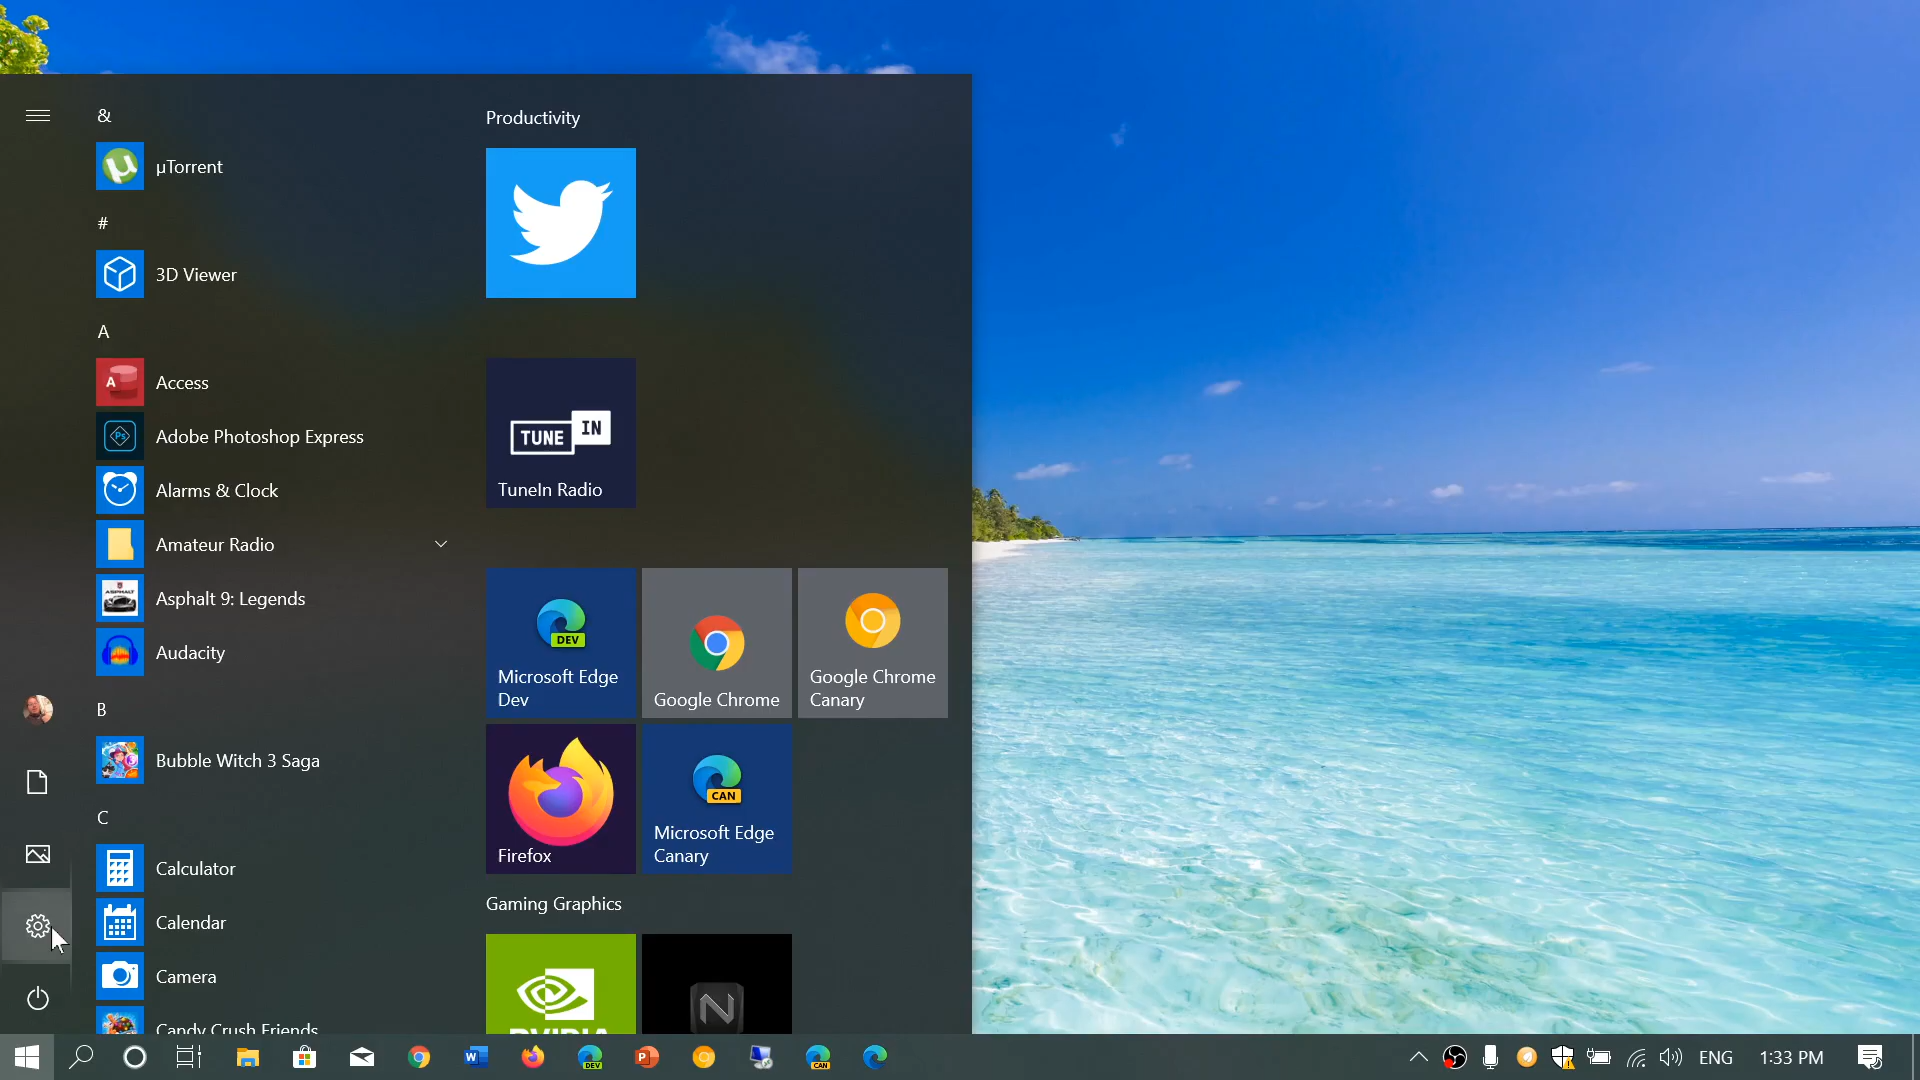 &
µTorrent
#
3D Viewer
A
Access
Adobe Photoshop Express
Alarms & Clock
Amateur Radio
Asphalt 9: Legends
Audacity
B
Bubble Witch 3 Saga
C
Calculator
Calendar
Camera
Candy Crush Friends
Productivity
TUNE IN
TuneIn Radio
DEV
Microsoft Edge
Dev
Google Chrome
Google Chrome
Canary
Firefox
CAN
Microsoft Edge
Canary
Gaming Graphics
NVIDIA
N
ENG
1:33 PM